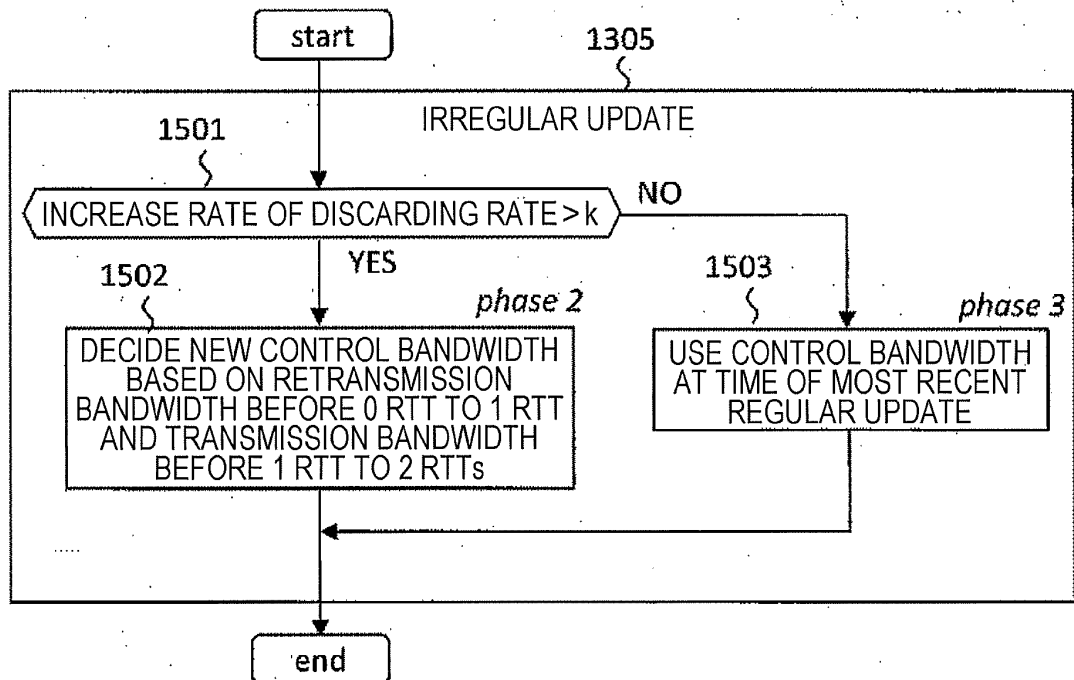 start
1305
IRREGULAR UPDATE
1501
INCREASE RATE OF DISCARDING RATE > k
NO
YES
1502
phase 2
DECIDE NEW CONTROL BANDWIDTH
BASED ON RETRANSMISSION
BANDWIDTH BEFORE 0 RTT TO 1 RTT
AND TRANSMISSION BANDWIDTH
BEFORE 1 RTT TO 2 RTTs
1503
phase 3
USE CONTROL BANDWIDTH
AT TIME OF MOST RECENT
REGULAR UPDATE
end